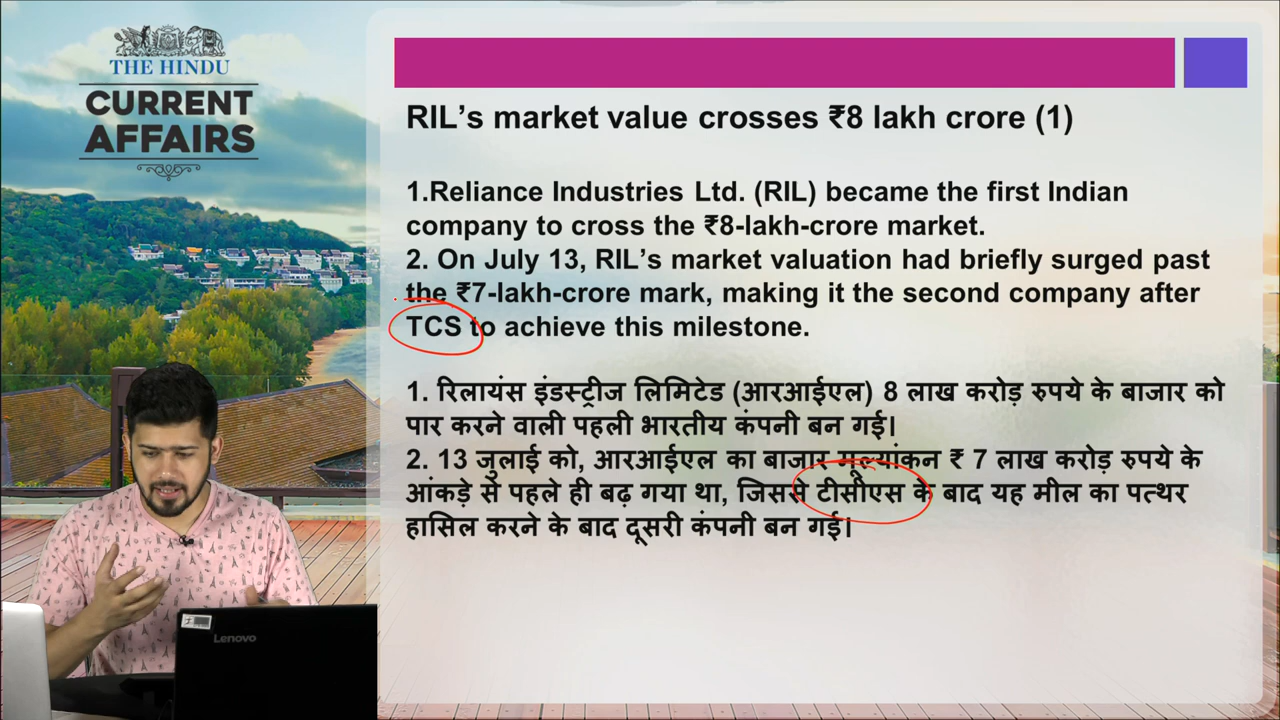 THE HINDU
CURRENT
AFFAIRS
RIL's market value crosses ₹8 lakh crore (1)
1.Reliance Industries Ltd. (RIL) became the first Indian
company to cross the ₹8-lakh-crore market.
2. On July 13, RIL's market valuation had briefly surged past
the ₹7-lakh-crore mark, making it the second company after
TCS to achieve this milestone.
1. रिलायंस इंडस्ट्रीज लिमिटेड (आरआईएल) 8 लाख करोड़ रुपये के बाजार को
पार करने वाली पहली भारतीय कंपनी बन गई।
2. 13 जुलाई को, आरआईएल का बाजार मूल्यांकन ₹ 7 लाख करोड़ रुपये के
आंकड़े से पहले ही बढ़ गया था, जिससे टीसीएस के बाद यह मील का पत्थर
हासिल करने के बाद दूसरी कंपनी बन गई।
Lenovo